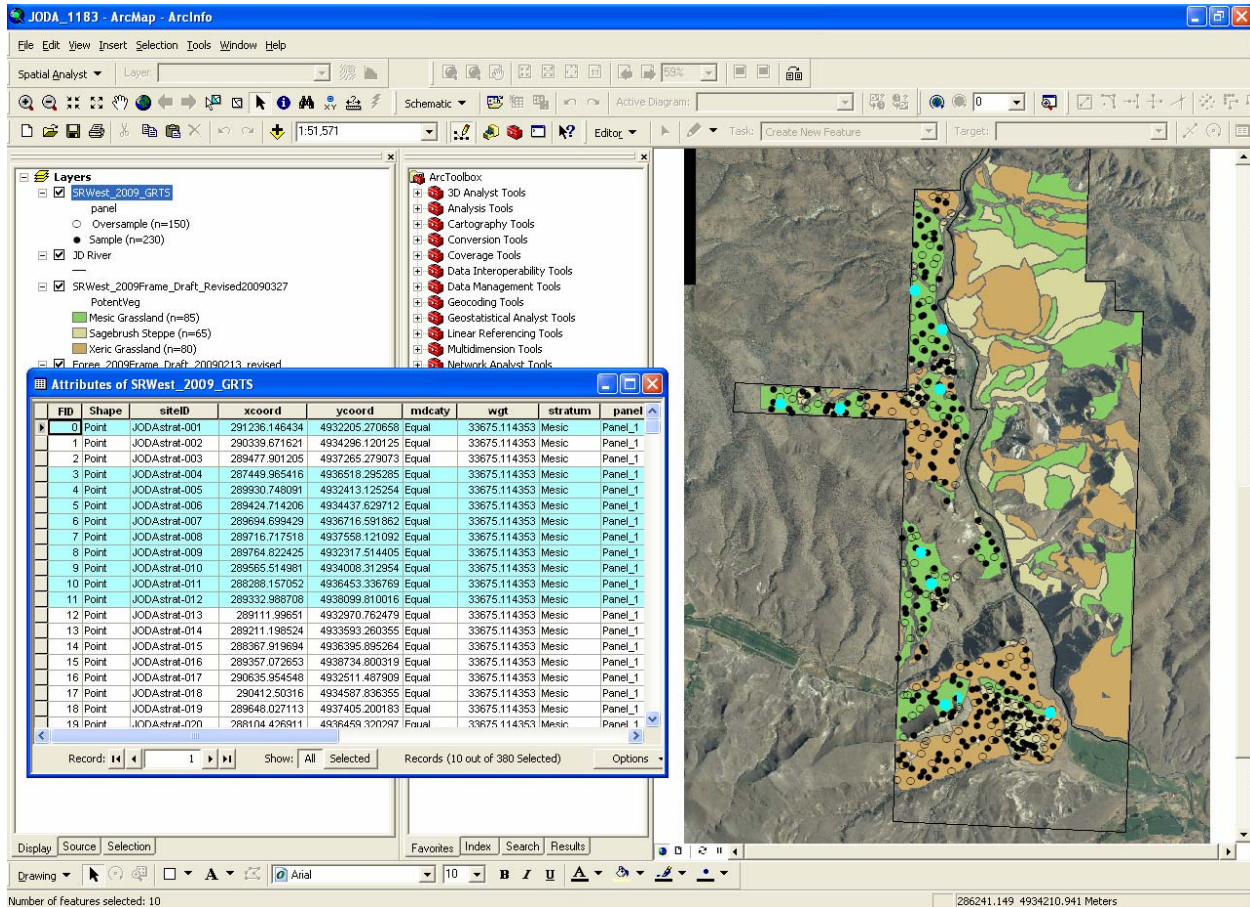 JODA_1183 - ArcMap - ArcInfo
File Edit View Insert Selection Tools Window Help
Spatial Analyst Layer: 59%
Schematic Active Diagram: 0
1:51,571 Editor Task: Create New Feature Target:
Layers
SRWest_2009_GRTS
panel
Oversample (n=150)
Sample (n=230)
JD River
SRWest_2009Frame_Draft_Revised20090327
PotentVeg
Mesic Grassland (n=85)
Sagebrush Steppe (n=65)
Xeric Grassland (n=80)
Foree_2009Frame_Draft_20090213_revised
ArcToolbox
3D Analyst Tools
Analysis Tools
Cartography Tools
Conversion Tools
Coverage Tools
Data Interoperability Tools
Data Management Tools
Geocoding Tools
Geostatistical Analyst Tools
Linear Referencing Tools
Multidimension Tools
Network Analyst Tools
Attributes of SRWest_2009_GRTS
FID Shape siteID xcoord ycoord mdcaty wgt stratum panel
0 Point JODAstrat-001 291236.146434 4932205.270658 Equal 33675.114353 Mesic Panel_1
1 Point JODAstrat-002 290339.671621 4934296.120125 Equal 33675.114353 Mesic Panel_1
2 Point JODAstrat-003 289477.901205 4937265.279073 Equal 33675.114353 Mesic Panel_1
3 Point JODAstrat-004 287449.965416 4936518.295285 Equal 33675.114353 Mesic Panel_1
4 Point JODAstrat-005 289930.748091 4932413.125254 Equal 33675.114353 Mesic Panel_1
5 Point JODAstrat-006 289424.714206 4934437.629712 Equal 33675.114353 Mesic Panel_1
6 Point JODAstrat-007 289694.699429 4936716.591862 Equal 33675.114353 Mesic Panel_1
7 Point JODAstrat-008 289716.717518 4937558.121092 Equal 33675.114353 Mesic Panel_1
8 Point JODAstrat-009 289764.822425 4932317.514405 Equal 33675.114353 Mesic Panel_1
9 Point JODAstrat-010 289565.514981 4934008.312954 Equal 33675.114353 Mesic Panel_1
10 Point JODAstrat-011 288288.157052 4936453.336769 Equal 33675.114353 Mesic Panel_1
11 Point JODAstrat-012 289332.988708 4938099.810016 Equal 33675.114353 Mesic Panel_1
12 Point JODAstrat-013 289111.99651 4932970.762479 Equal 33675.114353 Mesic Panel_1
13 Point JODAstrat-014 289211.198524 4933593.260355 Equal 33675.114353 Mesic Panel_1
14 Point JODAstrat-015 288367.919694 4936395.895264 Equal 33675.114353 Mesic Panel_1
15 Point JODAstrat-016 289357.072653 4938734.800319 Equal 33675.114353 Mesic Panel_1
16 Point JODAstrat-017 290635.954548 4932511.487909 Equal 33675.114353 Mesic Panel_1
17 Point JODAstrat-018 290412.50316 4934587.836355 Equal 33675.114353 Mesic Panel_1
18 Point JODAstrat-019 289648.027113 4937405.200183 Equal 33675.114353 Mesic Panel_1
19 Point JODAstrat-020 288104.426911 4936459.320297 Equal 33675.114353 Mesic Panel_1
Record: 1 Show: All Selected Records (10 out of 380 Selected) Options
Display Source Selection
Favorites Index Search Results
Drawing A Arial 10 B I U A
Number of features selected: 10
286241.149 4934210.941 Meters